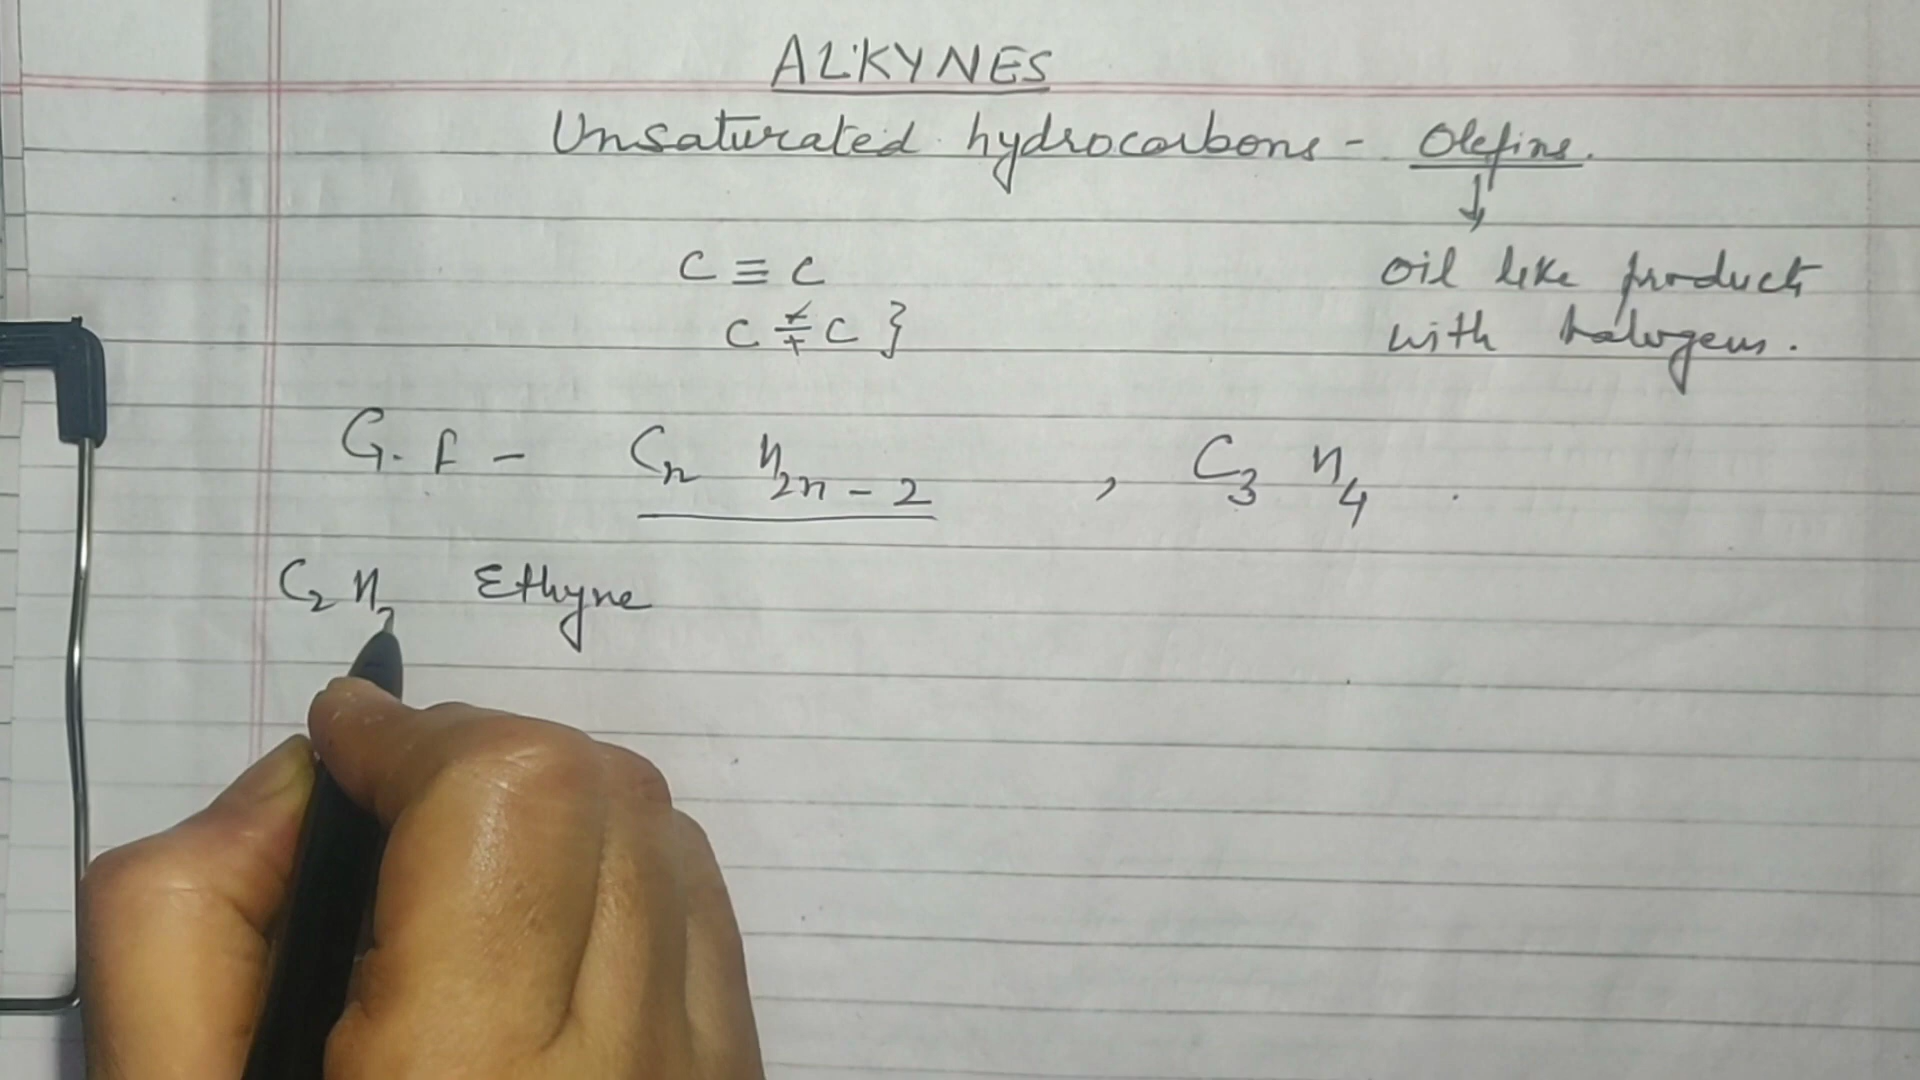 ALKYNES
Unsaturated hydrocarbons - Olefins.
↓
C ≡ C
oil like product
C ≡ C }
with halogens.
G. f - CnH2n-2 , C3H4 .
C2H2 Ethyne